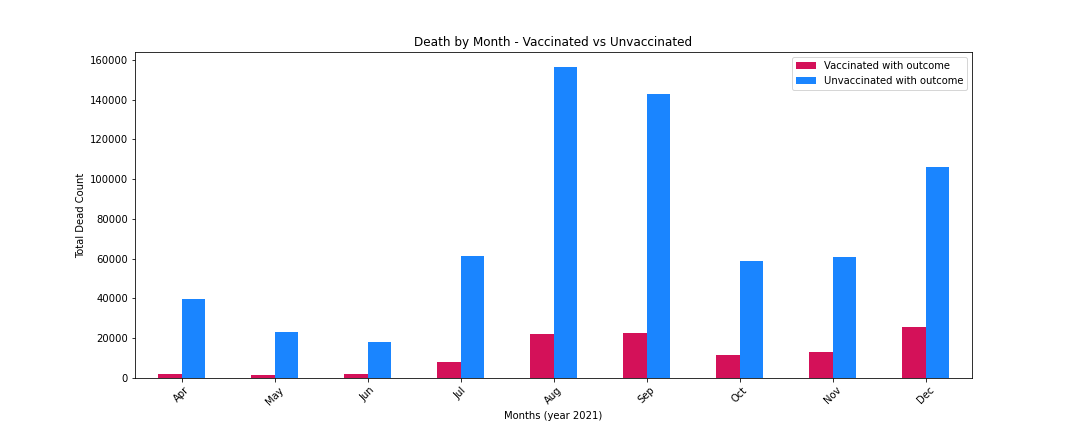 Death by Month - Vaccinated vs Unvaccinated
Vaccinated with outcome
Unvaccinated with outcome
Total Dead Count
160000
140000
120000
100000
80000
60000
40000
20000
0
Apr May Jun Jul Aug Sep Oct Nov Dec
Months (year 2021)